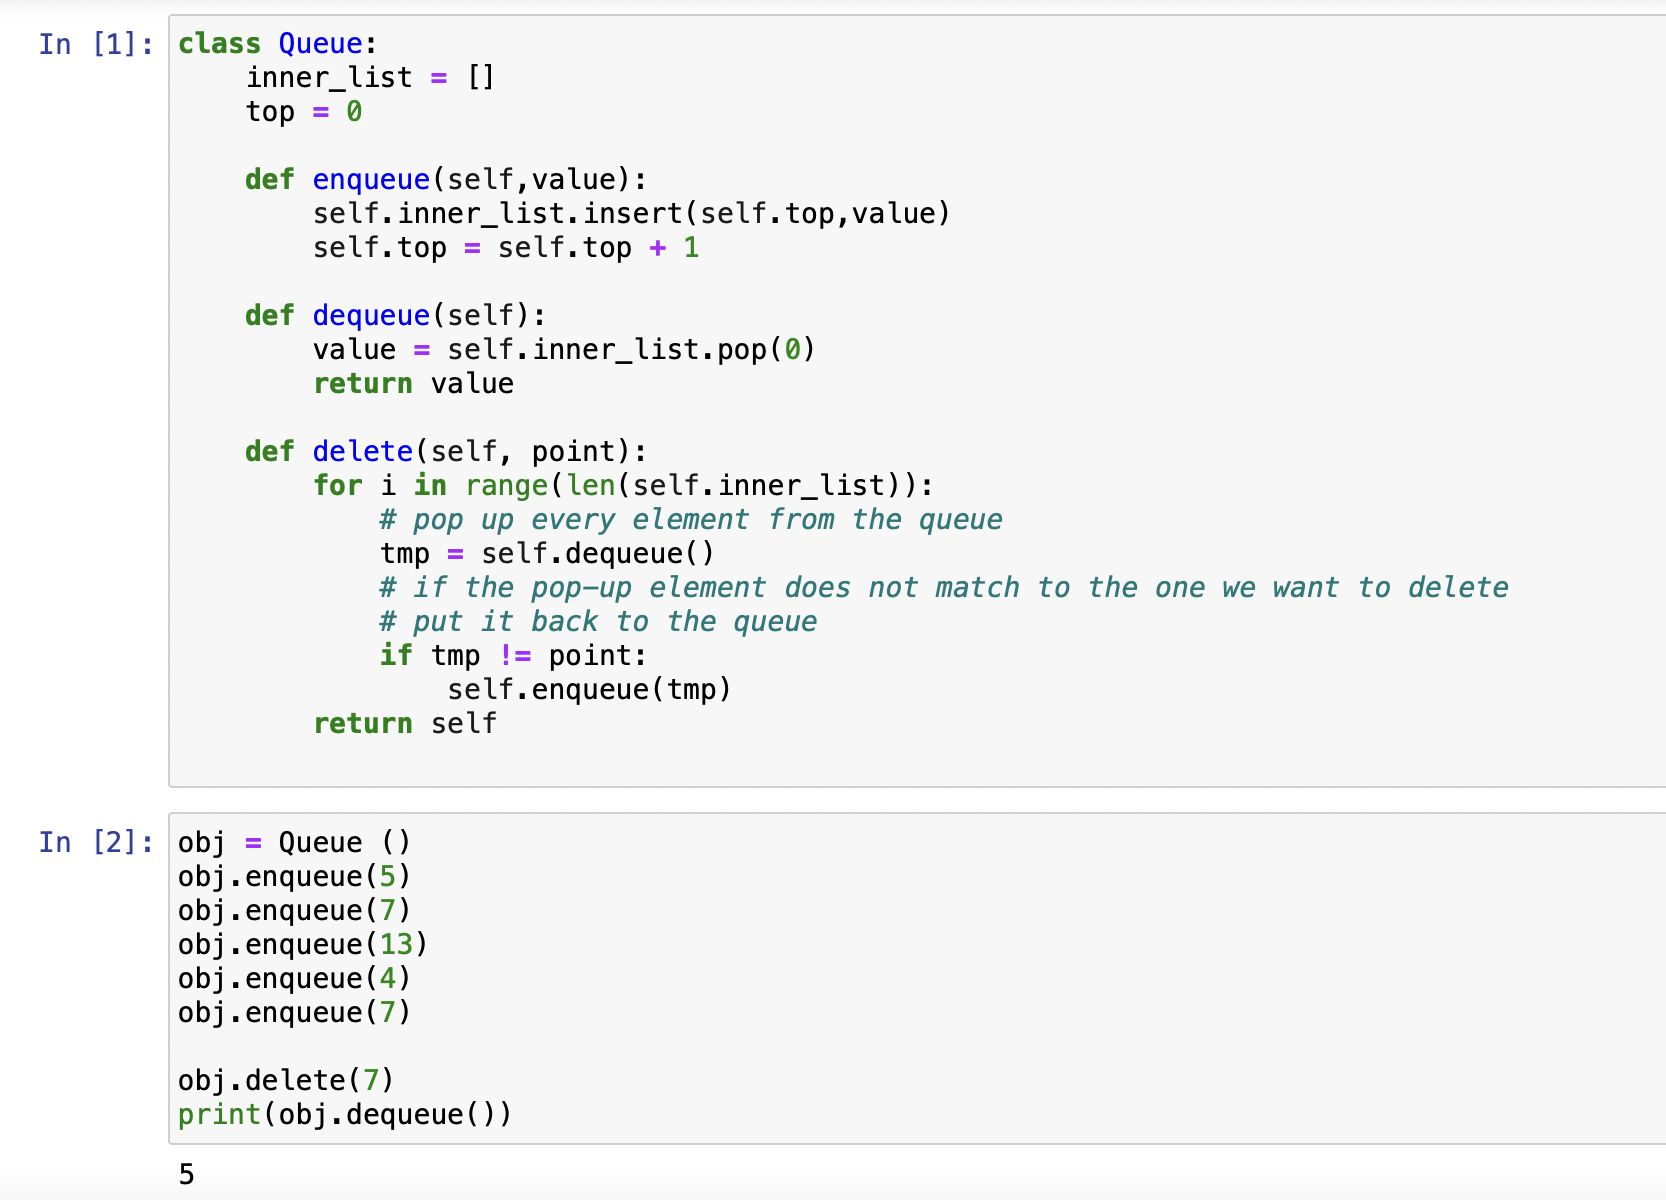 In [1]: class Queue:
    inner_list = []
    top = 0

    def enqueue(self,value):
        self.inner_list.insert(self.top,value)
        self.top = self.top + 1

    def dequeue(self):
        value = self.inner_list.pop(0)
        return value

    def delete(self, point):
        for i in range(len(self.inner_list)):
            # pop up every element from the queue
            tmp = self.dequeue()
            # if the pop-up element does not match to the one we want to delete
            # put it back to the queue
            if tmp != point:
                self.enqueue(tmp)
        return self

In [2]: obj = Queue ()
obj.enqueue(5)
obj.enqueue(7)
obj.enqueue(13)
obj.enqueue(4)
obj.enqueue(7)

obj.delete(7)
print(obj.dequeue())
5